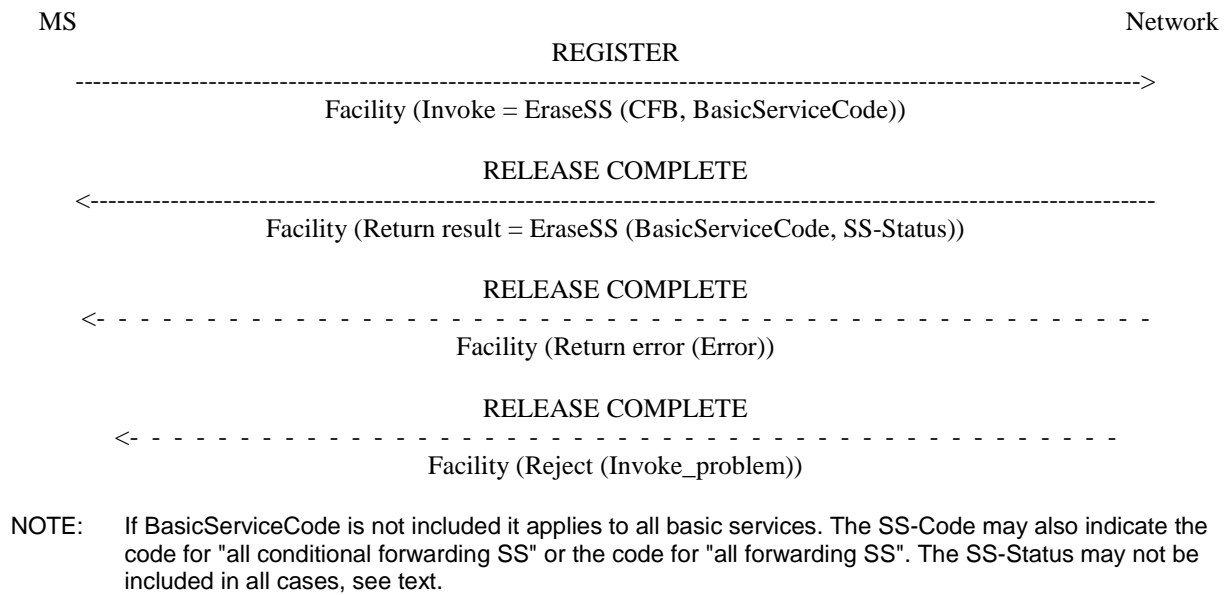 MS Network
REGISTER
------------------------------------------------------------------------------------------------------------------------>
Facility (Invoke = EraseSS (CFB, BasicServiceCode))
RELEASE COMPLETE
<------------------------------------------------------------------------------------------------------------------------
Facility (Return result = EraseSS (BasicServiceCode, SS-Status))
RELEASE COMPLETE
<- - - - - - - - - - - - - - - - - - - - - - - - - - - - - - - - - - - - - - - - - - - - - - - -
Facility (Return error (Error))
RELEASE COMPLETE
<- - - - - - - - - - - - - - - - - - - - - - - - - - - - - - - - - - - - - - - - - - - - -
Facility (Reject (Invoke_problem))
NOTE: If BasicServiceCode is not included it applies to all basic services. The SS-Code may also indicate the
code for "all conditional forwarding SS" or the code for "all forwarding SS". The SS-Status may not be
included in all cases, see text.